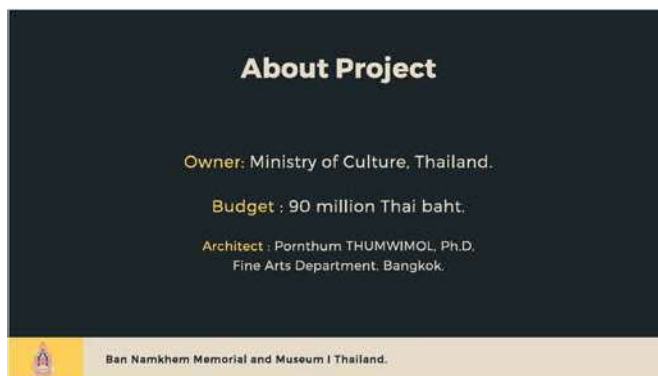 About Project
Owner: Ministry of Culture, Thailand.
Budget : 90 million Thai baht.
Architect : Pornthum THUMWIMOL, Ph.D.
Fine Arts Department, Bangkok.
Ban Namkhem Memorial and Museum I Thailand.